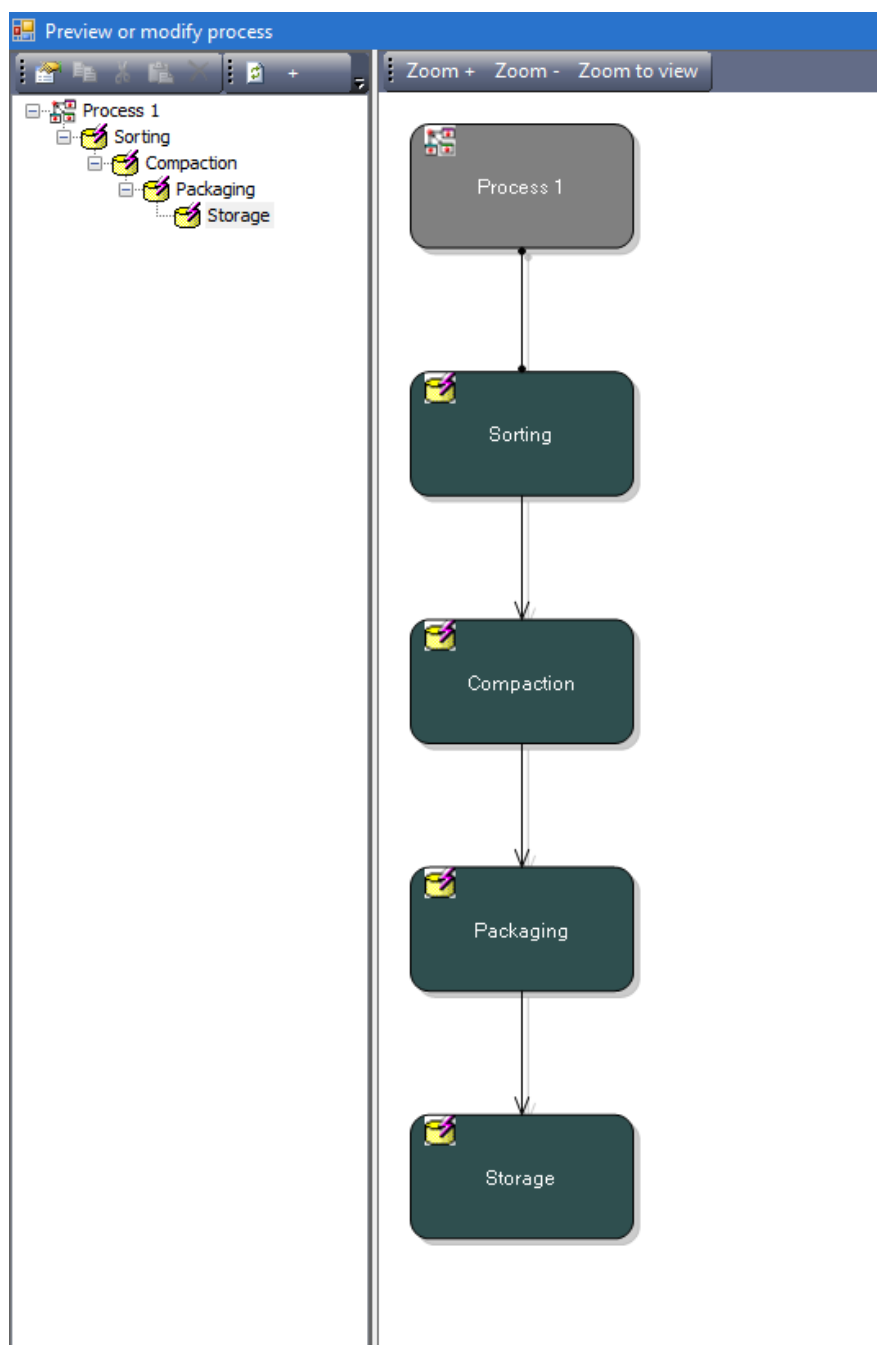 Preview or modify process
+
Zoom + Zoom - Zoom to view
Process 1
Sorting
Compaction
Packaging
Storage
Process 1
Sorting
Compaction
Packaging
Storage